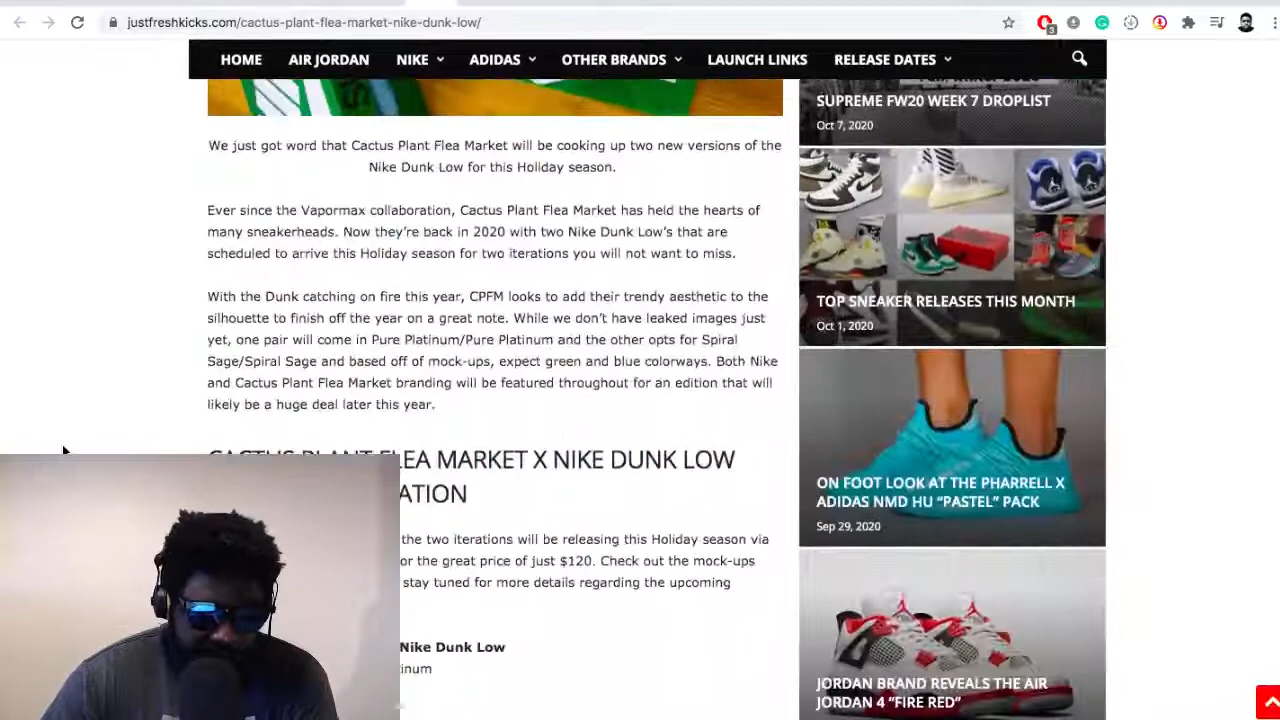 justfreshkicks.com/cactus-plant-flea-market-nike-dunk-low/
3
HOME AIR JORDAN NIKE ADIDAS OTHER BRANDS LAUNCH LINKS RELEASE DATES
We just got word that Cactus Plant Flea Market will be cooking up two new versions of the
Nike Dunk Low for this Holiday season.
Ever since the Vapormax collaboration, Cactus Plant Flea Market has held the hearts of
many sneakerheads. Now they're back in 2020 with two Nike Dunk Low's that are
scheduled to arrive this Holiday season for two iterations you will not want to miss.
With the Dunk catching on fire this year, CPFM looks to add their trendy aesthetic to the
silhouette to finish off the year on a great note. While we don't have leaked images just
yet, one pair will come in Pure Platinum/Pure Platinum and the other opts for Spiral
Sage/Spiral Sage and based off of mock-ups, expect green and blue colorways. Both Nike
and Cactus Plant Flea Market branding will be featured throughout for an edition that will
likely be a huge deal later this year.
CACTUS PLANT FLEA MARKET X NIKE DUNK LOW
ATION
the two iterations will be releasing this Holiday season via
or the great price of just $120. Check out the mock-ups
stay tuned for more details regarding the upcoming
Nike Dunk Low
tinum
SUPREME FW20 WEEK 7 DROPLIST
Oct 7, 2020
TOP SNEAKER RELEASES THIS MONTH
Oct 1, 2020
ON FOOT LOOK AT THE PHARRELL X
ADIDAS NMD HU "PASTEL" PACK
Sep 29, 2020
JORDAN BRAND REVEALS THE AIR
JORDAN 4 "FIRE RED"